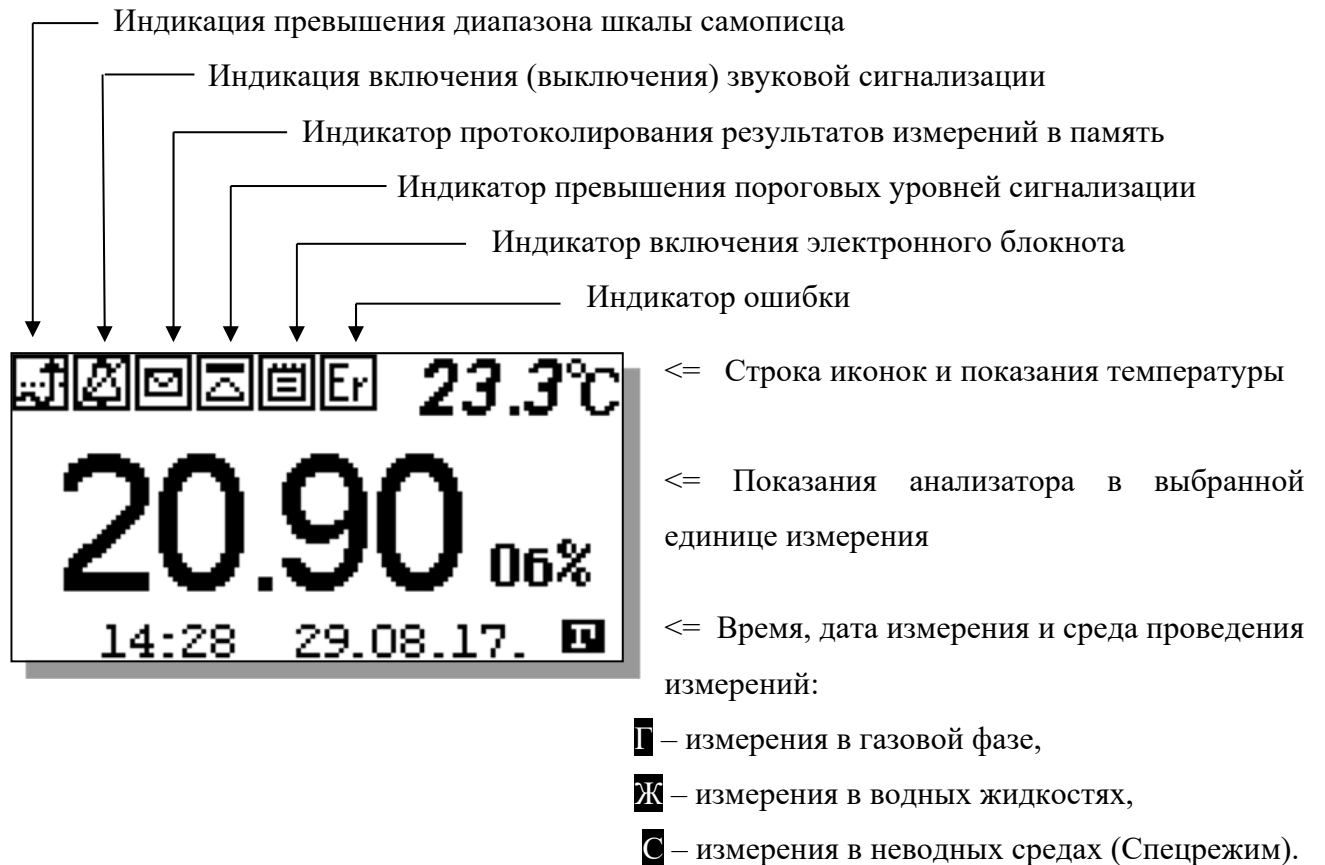 Индикация превышения диапазона шкалы самописца
Индикация включения (выключения) звуковой сигнализации
Индикатор протоколирования результатов измерений в память
Индикатор превышения пороговых уровней сигнализации
Индикатор включения электронного блокнота
Индикатор ошибки
Er 23.3°C
<= Строка иконок и показания температуры
20.90 Об%
<= Показания анализатора в выбранной
единице измерения
14:28 29.08.17. Г
<= Время, дата измерения и среда проведения
измерений:
Г – измерения в газовой фазе,
Ж – измерения в водных жидкостях,
С – измерения в неводных средах (Спецрежим).